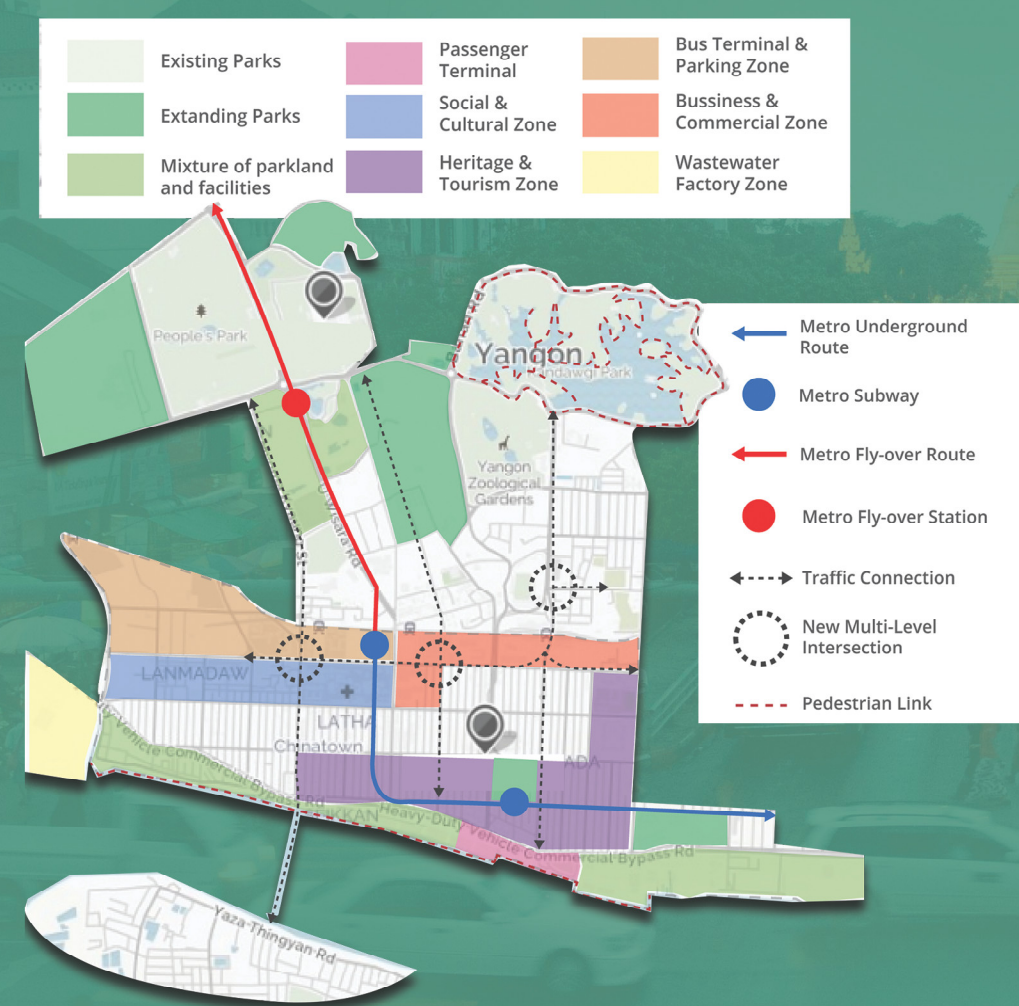 Existing Parks
Extanding Parks
Mixture of parkland
and facilities
Passenger
Terminal
Social &
Cultural Zone
Heritage &
Tourism Zone
Bus Terminal &
Parking Zone
Bussiness &
Commercial Zone
Wastewater
Factory Zone
Metro Underground
Route
Metro Subway
Metro Fly-over Route
Metro Fly-over Station
Traffic Connection
New Multi-Level
Intersection
Pedestrian Link
People's Park
Yangon
Kandawgi Park
Yangon
Zoological
Gardens
U Wisara Rd
LANMADAW
LATHA
Chinatown
ADA
Heavy-Duty Vehicle Commercial Bypass Rd
Vehicle Commercial Bypass Rd
Yaza-Thingyan Rd